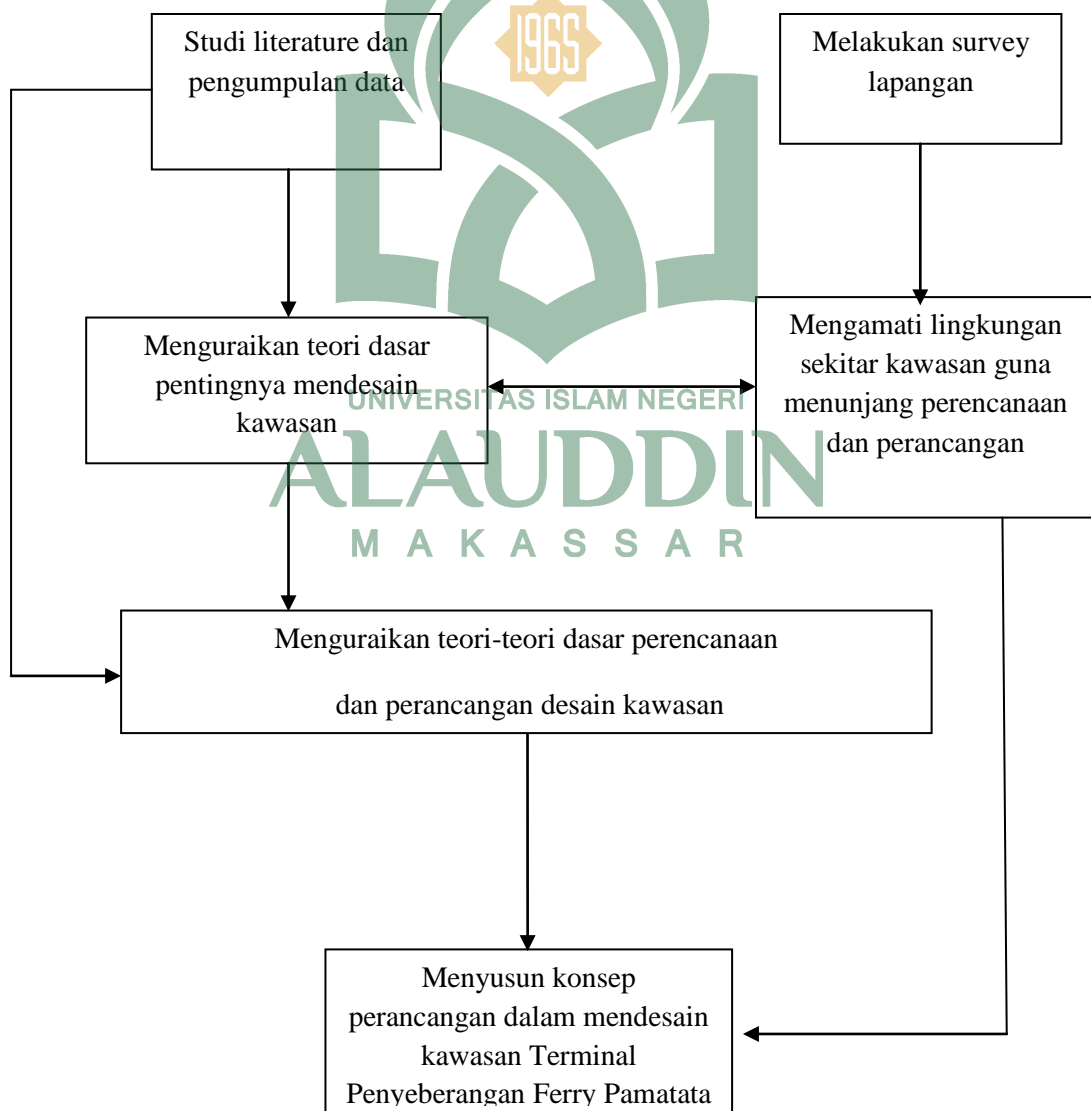 Studi literature dan
pengumpulan data
1965
Melakukan survey
lapangan
Menguraikan teori dasar
pentingnya mendesain
kawasan
Mengamati lingkungan
sekitar kawasan guna
menunjang perencanaan
dan perancangan
UNIVERSITAS ISLAM NEGERI
ALAUDDIN
MAKASSAR
Menguraikan teori-teori dasar perencanaan
dan perancangan desain kawasan
Menyusun konsep
perancangan dalam mendesain
kawasan Terminal
Penyeberangan Ferry Pamatata